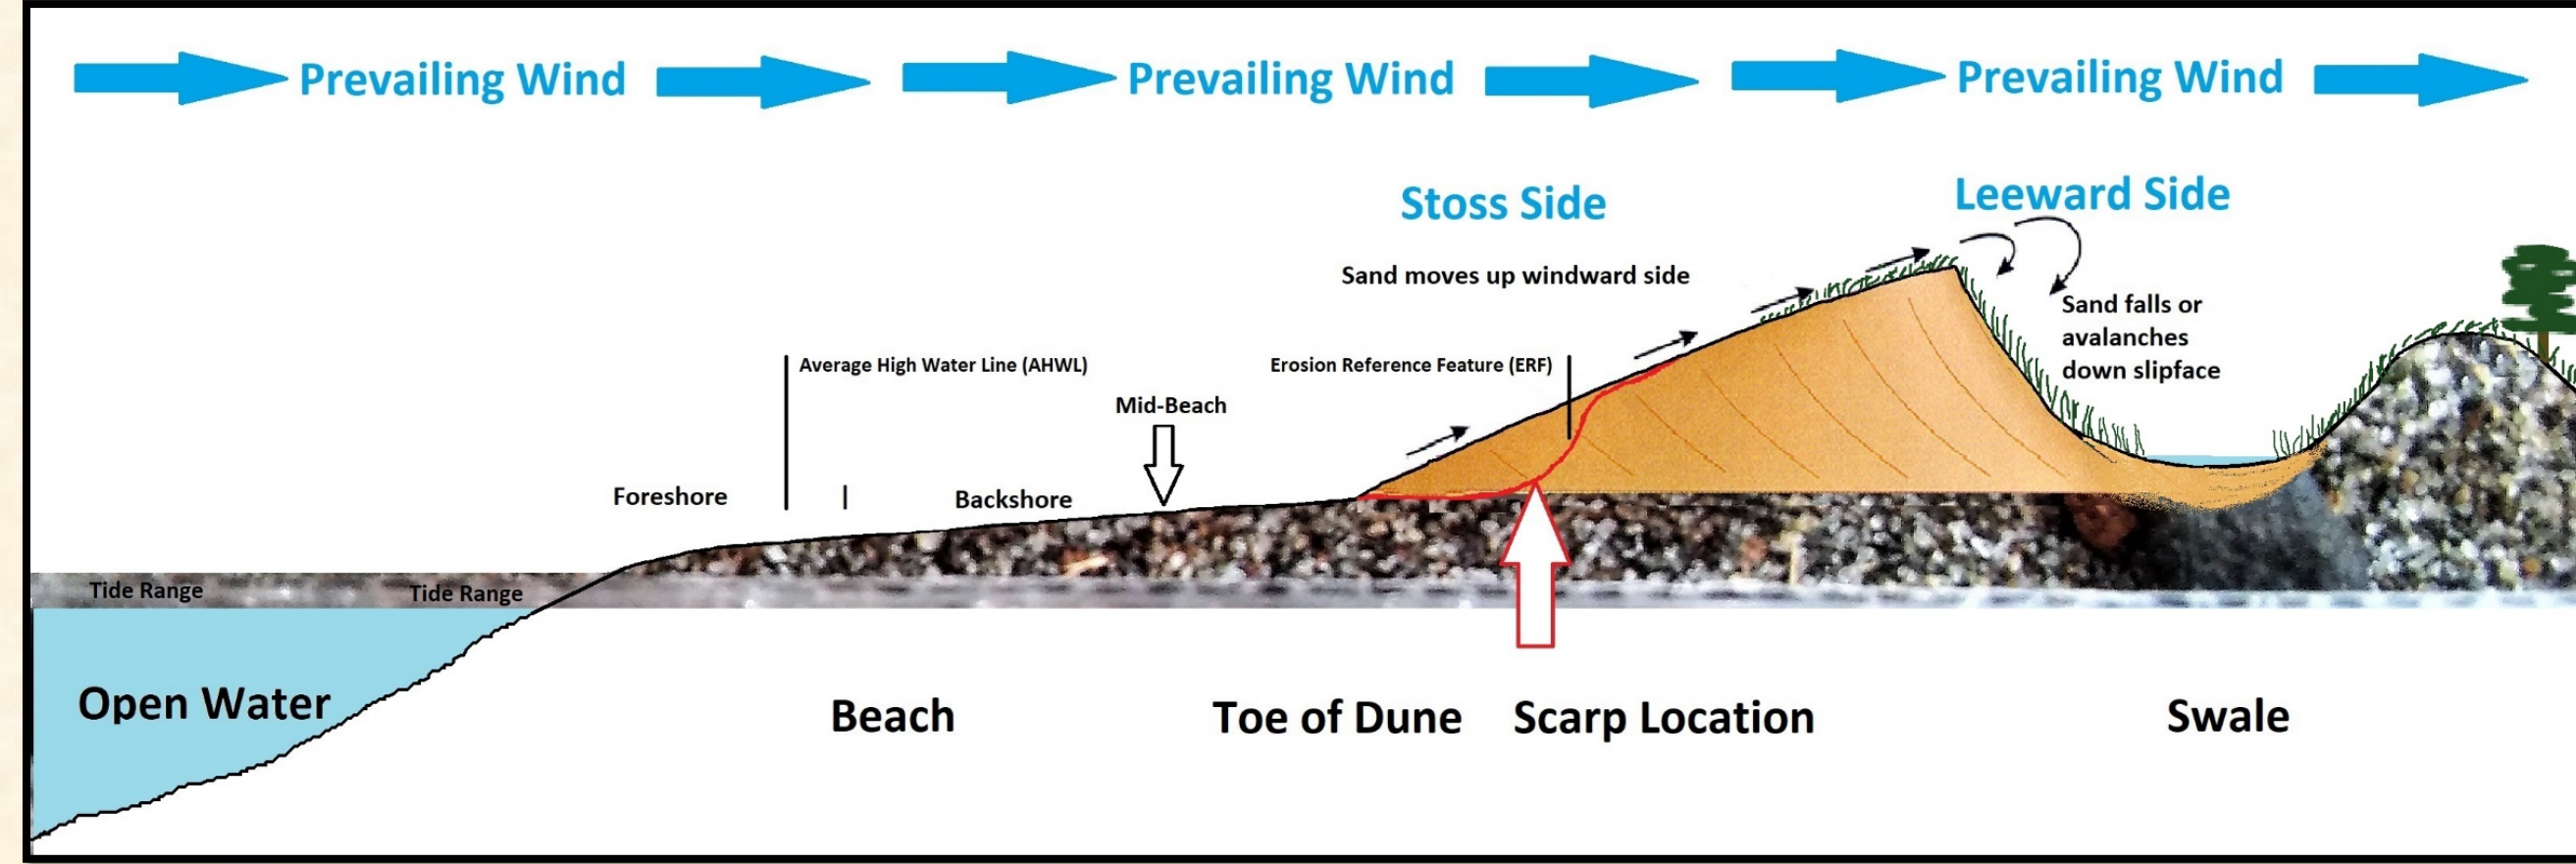 Prevailing Wind
Prevailing Wind
Prevailing Wind
Stoss Side
Leeward Side
Sand moves up windward side
Sand falls or
avalanches
down slipface
Average High Water Line (AHWL)
Erosion Reference Feature (ERF)
Mid-Beach
Foreshore
Backshore
Tide Range
Tide Range
Open Water
Beach
Toe of Dune
Scarp Location
Swale